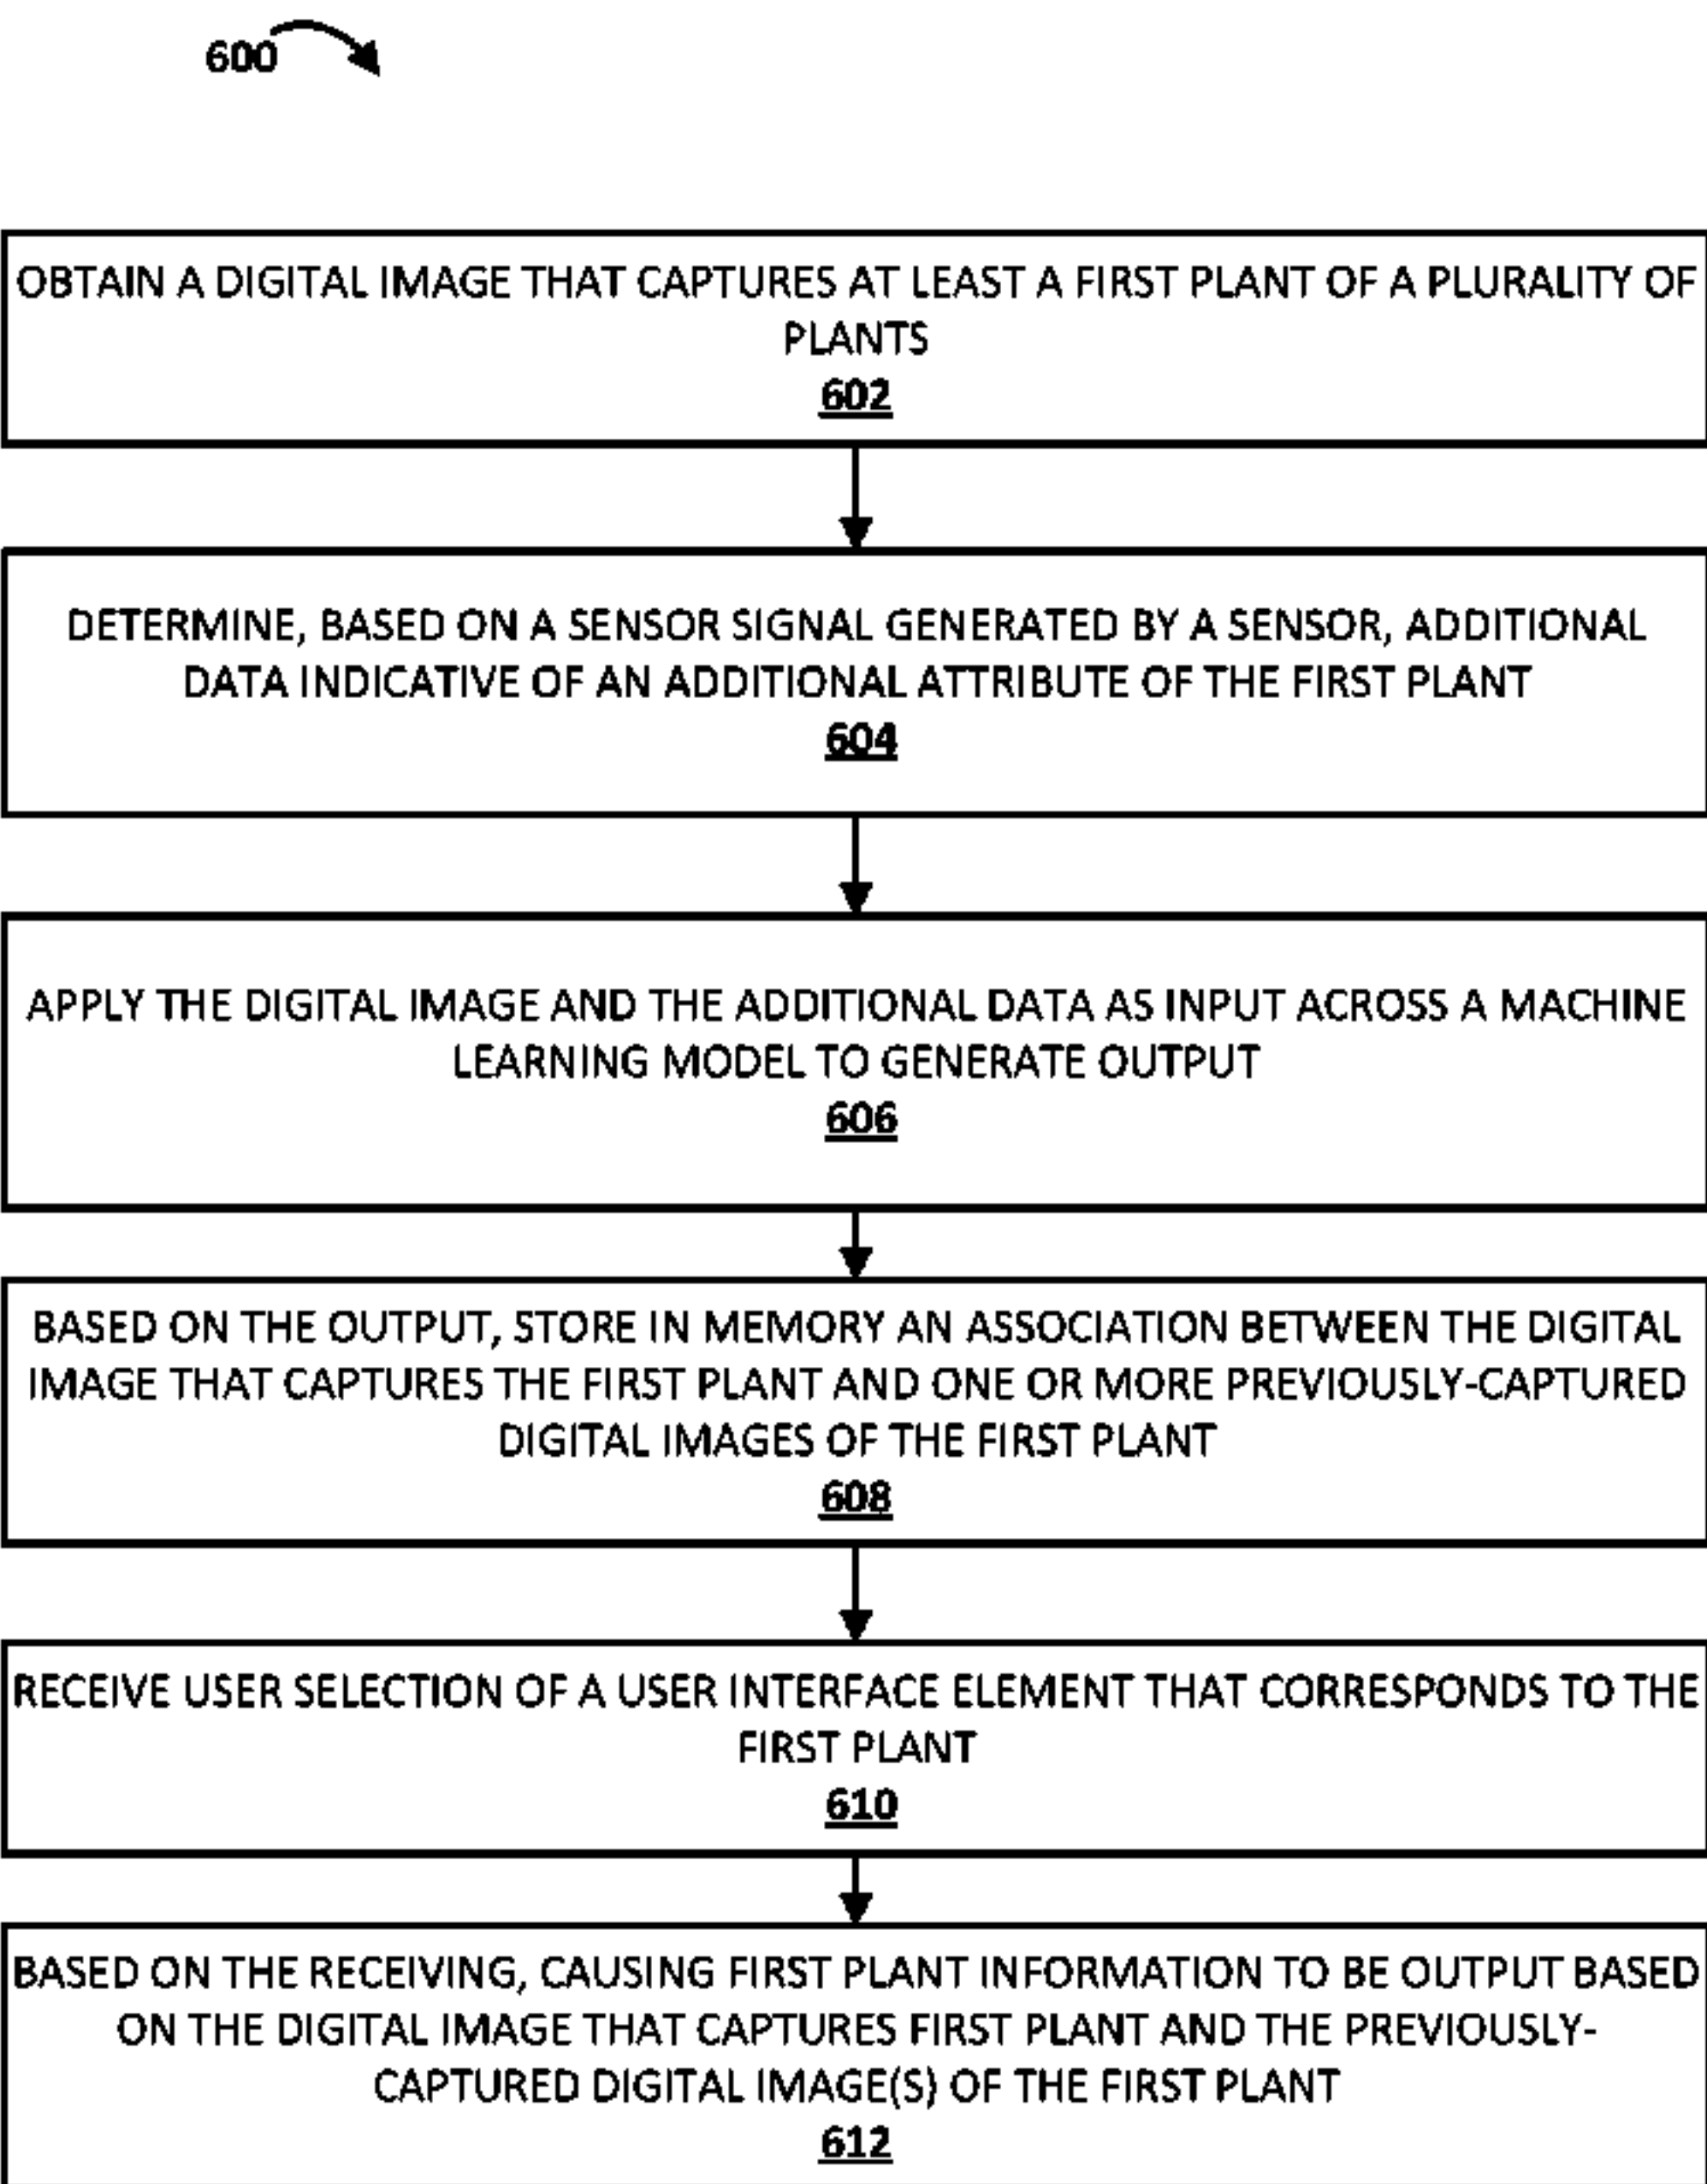 600
OBTAIN A DIGITAL IMAGE THAT CAPTURES AT LEAST A FIRST PLANT OF A PLURALITY OF
PLANTS
602
DETERMINE, BASED ON A SENSOR SIGNAL GENERATED BY A SENSOR, ADDITIONAL
DATA INDICATIVE OF AN ADDITIONAL ATTRIBUTE OF THE FIRST PLANT
604
APPLY THE DIGITAL IMAGE AND THE ADDITIONAL DATA AS INPUT ACROSS A MACHINE
LEARNING MODEL TO GENERATE OUTPUT
606
BASED ON THE OUTPUT, STORE IN MEMORY AN ASSOCIATION BETWEEN THE DIGITAL
IMAGE THAT CAPTURES THE FIRST PLANT AND ONE OR MORE PREVIOUSLY-CAPTURED
DIGITAL IMAGES OF THE FIRST PLANT
608
RECEIVE USER SELECTION OF A USER INTERFACE ELEMENT THAT CORRESPONDS TO THE
FIRST PLANT
610
BASED ON THE RECEIVING, CAUSING FIRST PLANT INFORMATION TO BE OUTPUT BASED
ON THE DIGITAL IMAGE THAT CAPTURES FIRST PLANT AND THE PREVIOUSLY-
CAPTURED DIGITAL IMAGE(S) OF THE FIRST PLANT
612